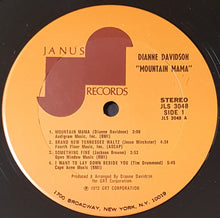 JANUS
RECORDS
DIANNE DAVIDSON
"MOUNTAIN MAMA"
STEREO
JLS 3048
SIDE 1
JLS 3048 A
1. MOUNTAIN MAMA (Dianne Davidson) 3:06
Audigram Music, Inc. (BMI)
2. BRAND NEW TENNESSEE WALTZ (Jesse Winchester)
Fourth Floor Music, Inc. (ASCAP)
3. SOMETHING FINE (Jackson Browne)
Open Window Music (BMI)
4. I WANT TO LAY DOWN BESIDE YOU (Tim Drummond)
Cape Area Music (BMI)
Produced & Arranged by Dianne Davidson
for GRT Corporation
℗ 1972 GRT CORPORATION
1700 BROADWAY, NEW YORK, N.Y. 10019